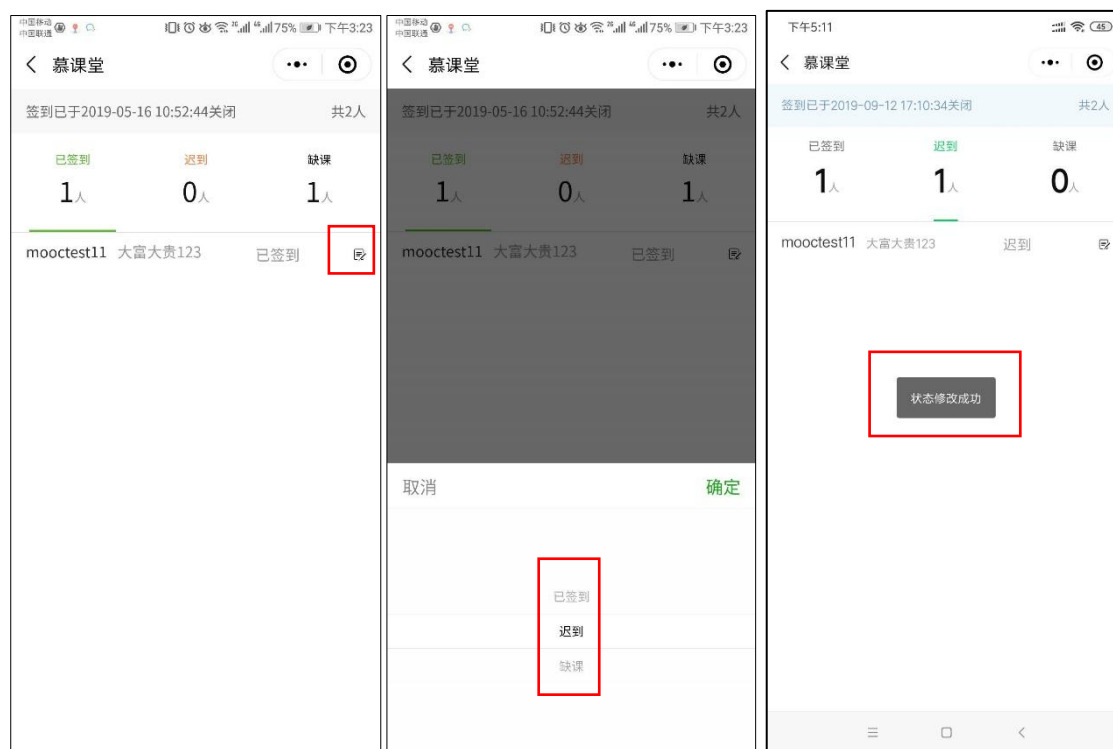 中国移动
中国联通
2G
4G
75%
下午3:23
慕课堂
签到已于2019-05-16 10:52:44关闭
共2人
已签到
迟到
缺课
1人
0人
1人
mooctest11 大富大贵123 已签到
中国移动
中国联通
2G
4G
75%
下午3:23
慕课堂
签到已于2019-05-16 10:52:44关闭
共2人
已签到
迟到
缺课
1人
0人
1人
mooctest11 大富大贵123 已签到
取消
确定
已签到
迟到
缺课
下午5:11
45
慕课堂
签到已于2019-09-12 17:10:34关闭
共2人
已签到
迟到
缺课
1人
1人
0人
mooctest11 大富大贵123 迟到
状态修改成功